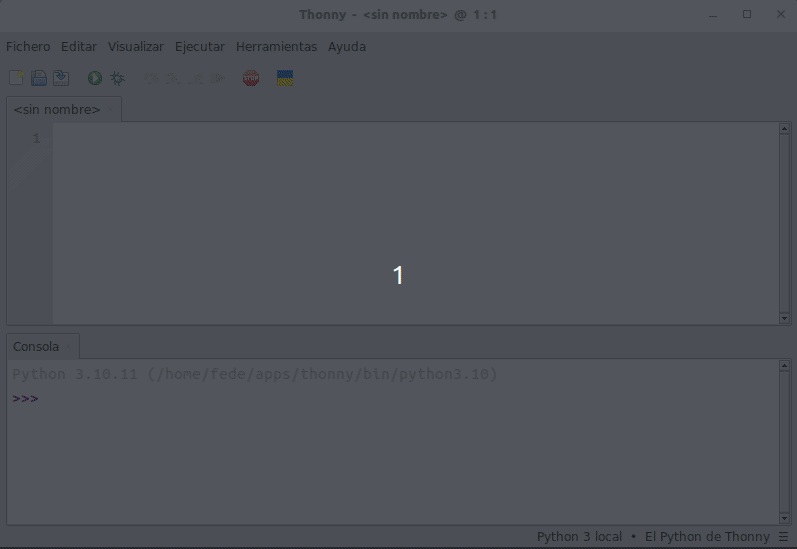 Thonny - <sin nombre> @ 1 : 1
Fichero Editar Visualizar Ejecutar Herramientas Ayuda
STOP
<sin nombre>
1
1
Consola
Python 3.10.11 (/home/fede/apps/thonny/bin/python3.10)
>>>
Python 3 local • El Python de Thonny ☰